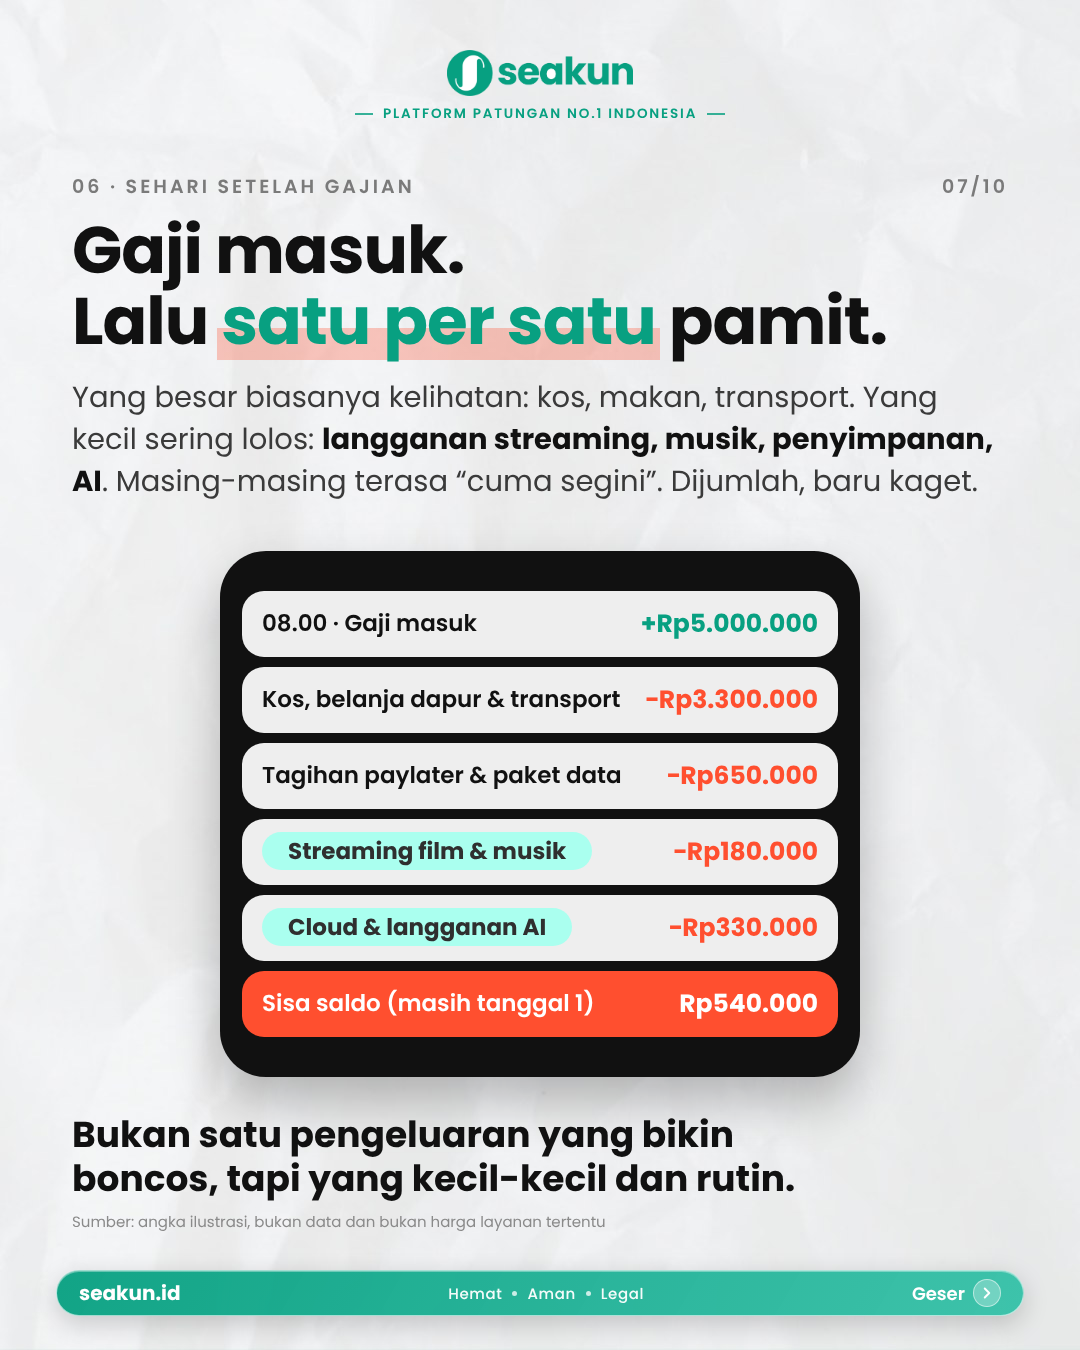 seakun
PLATFORM PATUNGAN NO.1 INDONESIA
06 · SEHARI SETELAH GAJIAN
07/10
Gaji masuk.
Lalu satu per satu pamit.
Yang besar biasanya kelihatan: kos, makan, transport. Yang
kecil sering lolos: langganan streaming, musik, penyimpanan,
AI. Masing-masing terasa “cuma segini”. Dijumlah, baru kaget.
08.00 · Gaji masuk +Rp5.000.000
Kos, belanja dapur & transport −Rp3.300.000
Tagihan paylater & paket data −Rp650.000
Streaming film & musik −Rp180.000
Cloud & langganan AI −Rp330.000
Sisa saldo (masih tanggal 1) Rp540.000
Bukan satu pengeluaran yang bikin
boncos, tapi yang kecil-kecil dan rutin.
Sumber: angka ilustrasi, bukan data dan bukan harga layanan tertentu
seakun.id Hemat • Aman • Legal Geser